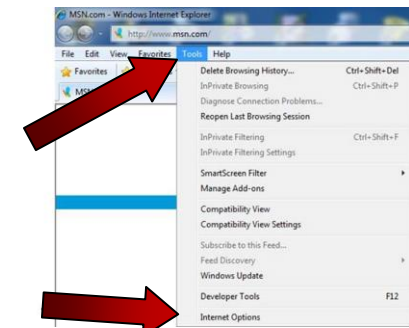 MSN.com - Windows Internet Explorer
http://www.msn.com/
File Edit View Favorites Tools Help
Favorites
Delete Browsing History... Ctrl+Shift+Del
InPrivate Browsing Ctrl+Shift+P
Diagnose Connection Problems...
Reopen Last Browsing Session
InPrivate Filtering Ctrl+Shift+F
InPrivate Filtering Settings
SmartScreen Filter
Manage Add-ons
Compatibility View
Compatibility View Settings
Subscribe to this Feed...
Feed Discovery
Windows Update
Developer Tools F12
Internet Options